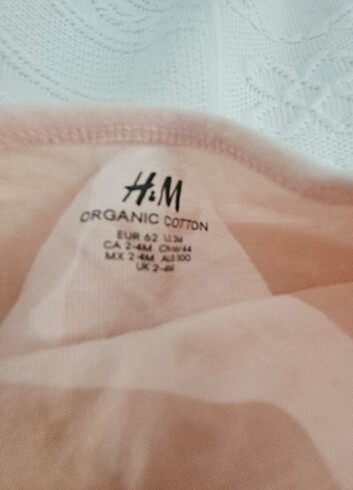 H&M
ORGANIC COTTON
EUR 62
CA 2-4M
MX 2-4M
UK 2-4M